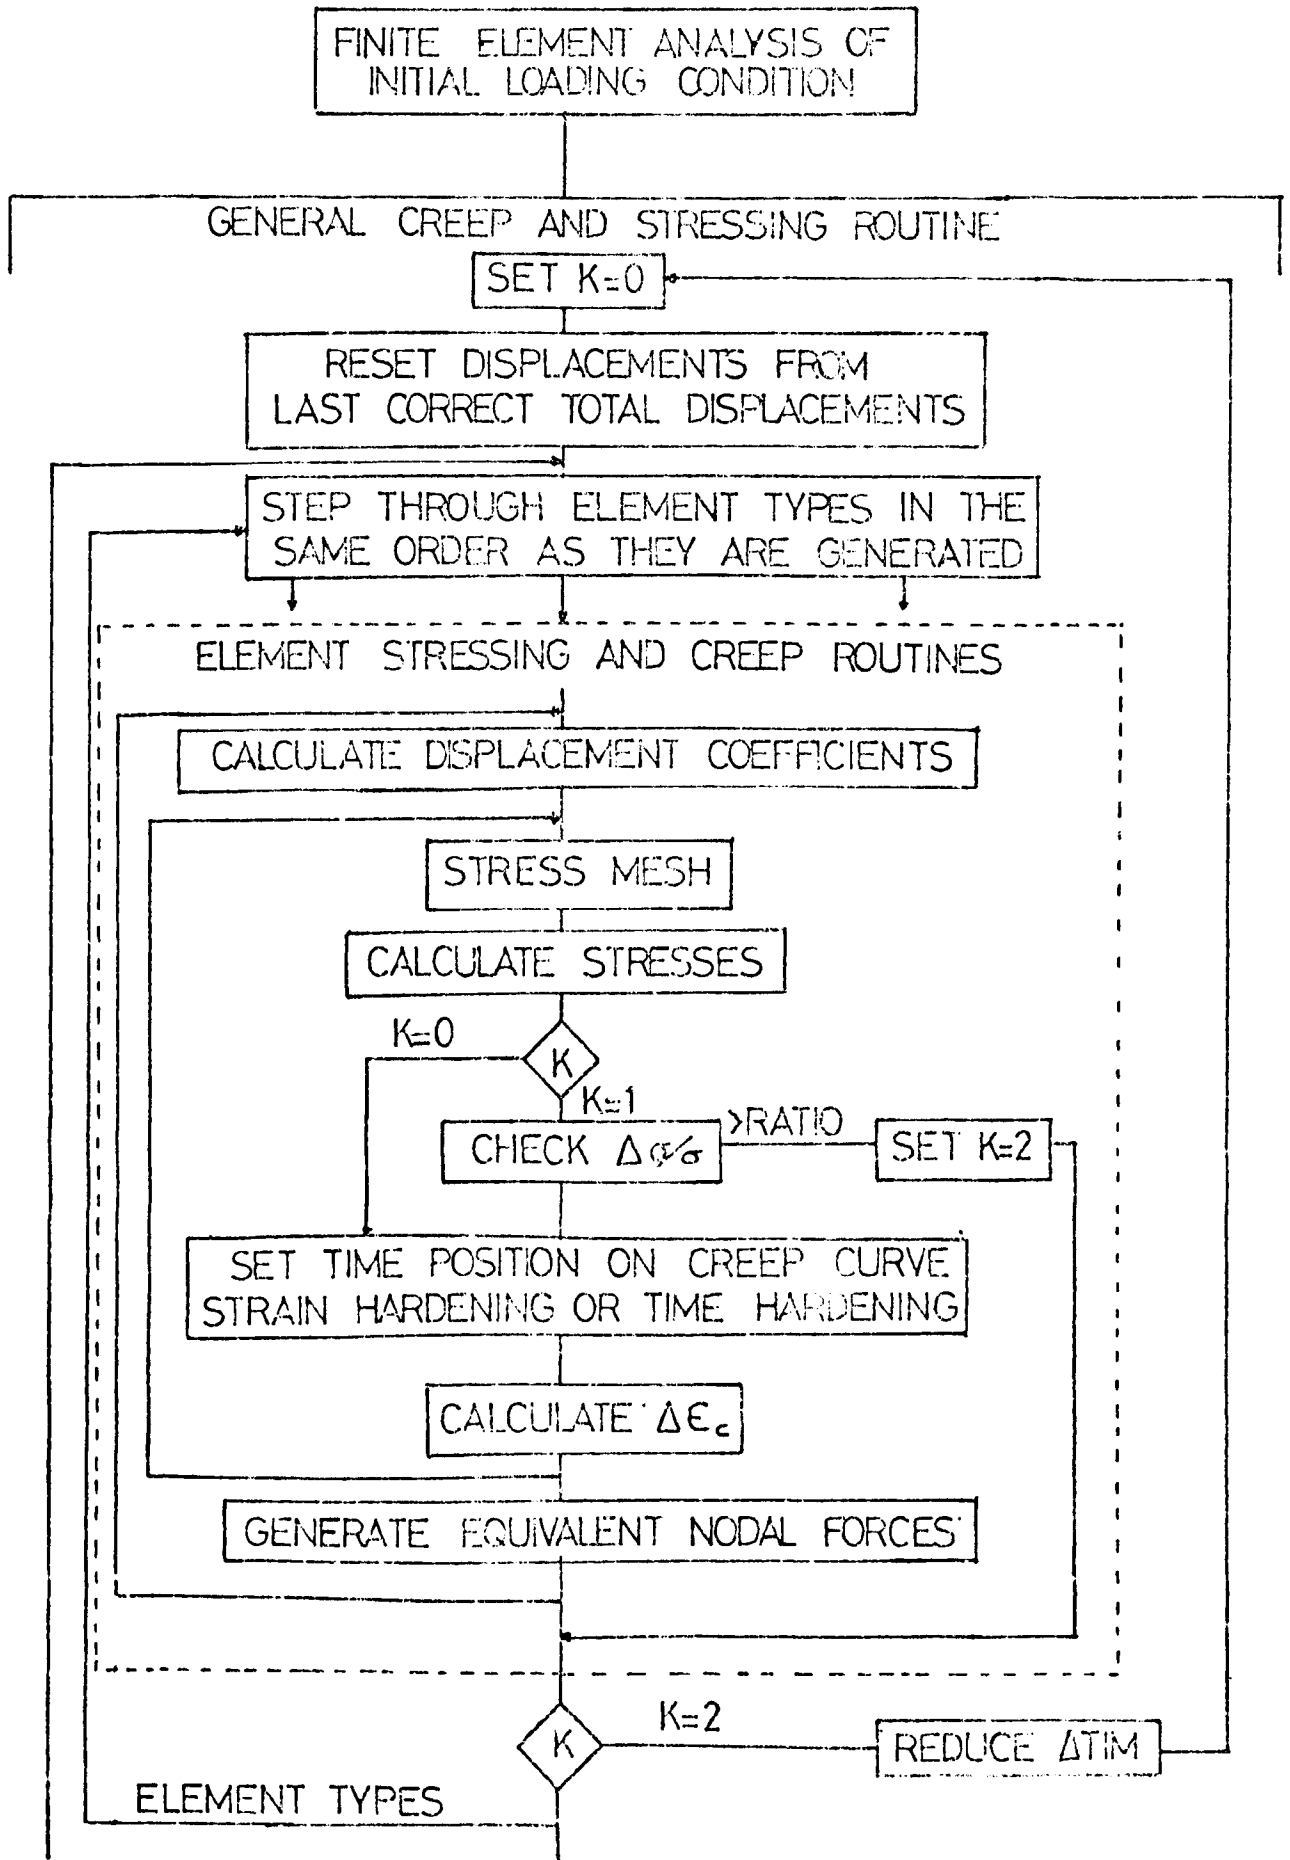 FINITE ELEMENT ANALYSIS OF
INITIAL LOADING CONDITION
GENERAL CREEP AND STRESSING ROUTINE
SET K=0
RESET DISPLACEMENTS FROM
LAST CORRECT TOTAL DISPLACEMENTS
STEP THROUGH ELEMENT TYPES IN THE
SAME ORDER AS THEY ARE GENERATED
ELEMENT STRESSING AND CREEP ROUTINES
CALCULATE DISPLACEMENT COEFFICIENTS
STRESS MESH
CALCULATE STRESSES
K=0
K
K=1
CHECK Δσ/σ
>RATIO
SET K=2
SET TIME POSITION ON CREEP CURVE
STRAIN HARDENING OR TIME HARDENING
CALCULATE Δϵc
GENERATE EQUIVALENT NODAL FORCES
K=2
K
REDUCE ΔTIM
ELEMENT TYPES